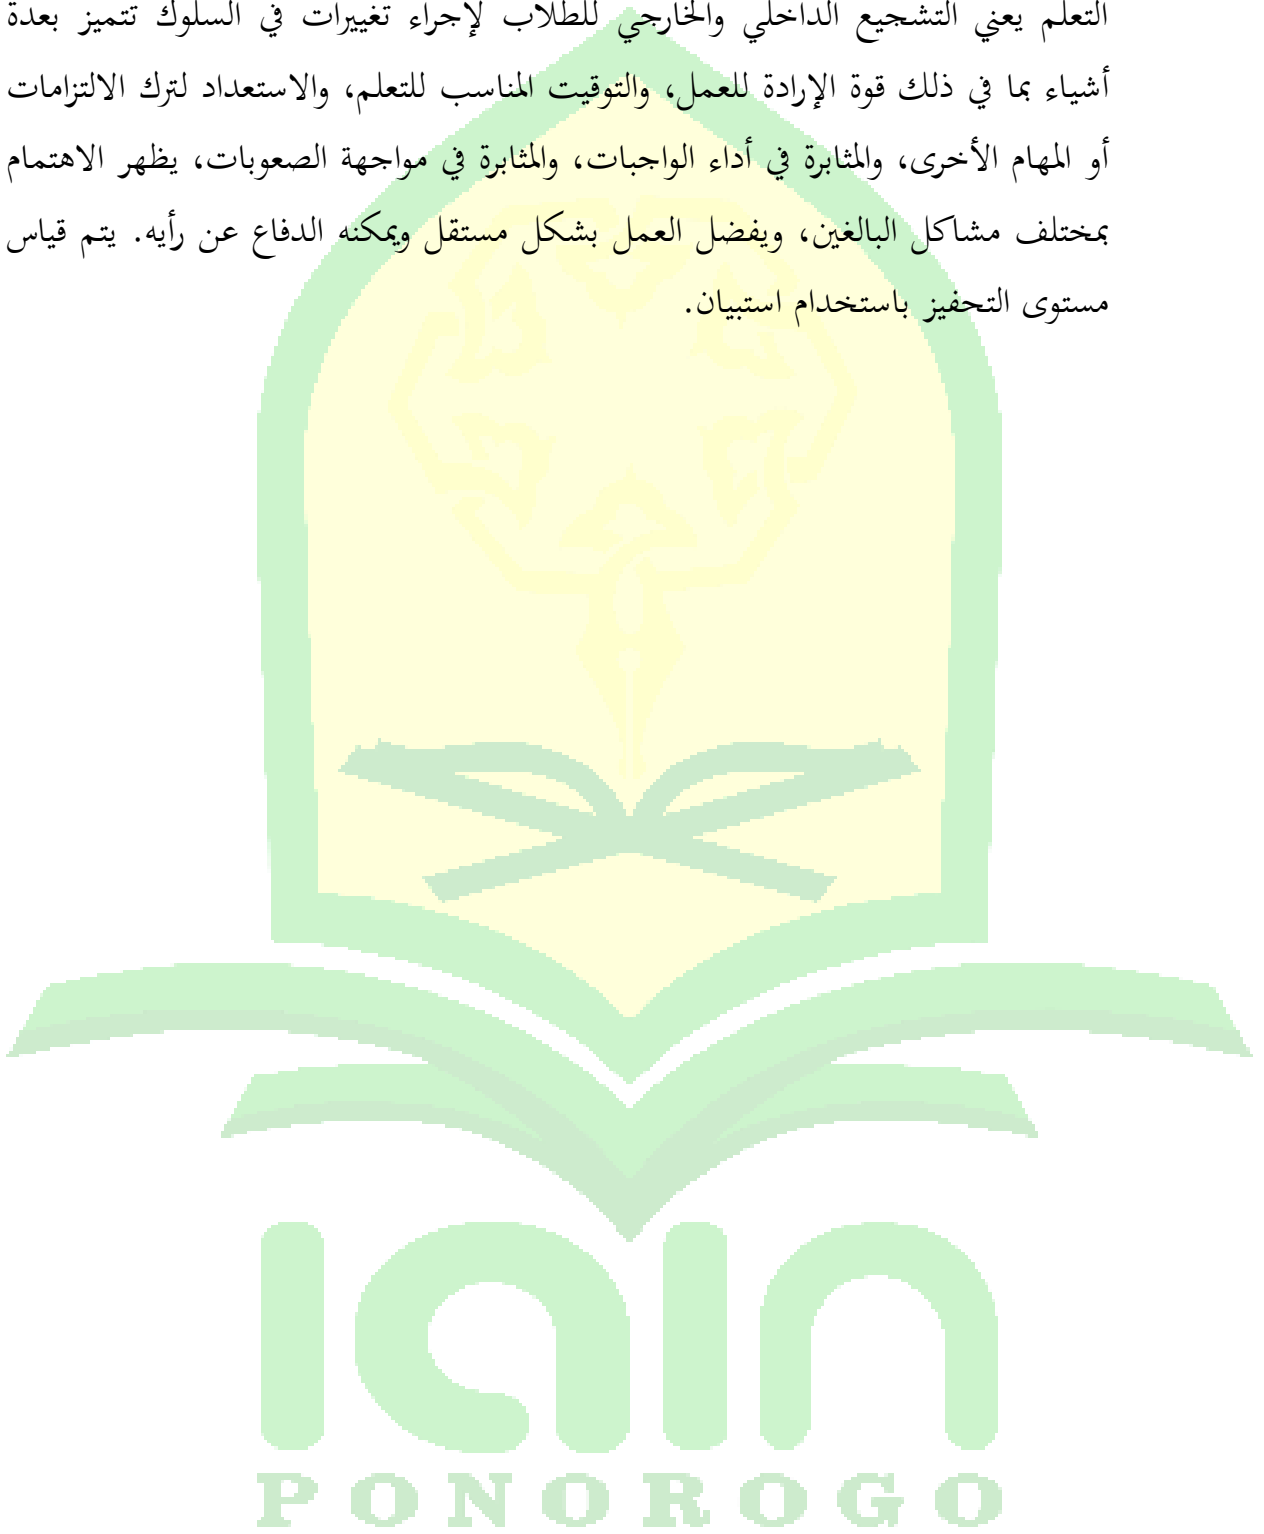 التعلم يعني التشجيع الداخلي والخارجي للطلاب لإجراء تغييرات في السلوك تتميز بعدة
أشياء بما في ذلك قوة الإرادة للعمل، والتوقيت المناسب للتعلم، والاستعداد لترك الالتزامات
أو المهام الأخرى، والمثابرة في أداء الواجبات، والمثابرة في مواجهة الصعوبات، يظهر الاهتمام
بمختلف مشاكل البالغين، ويفضل العمل بشكل مستقل ويمكنه الدفاع عن رأيه. يتم قياس
مستوى التحفيز باستخدام استبيان.
iain
PONOROGO